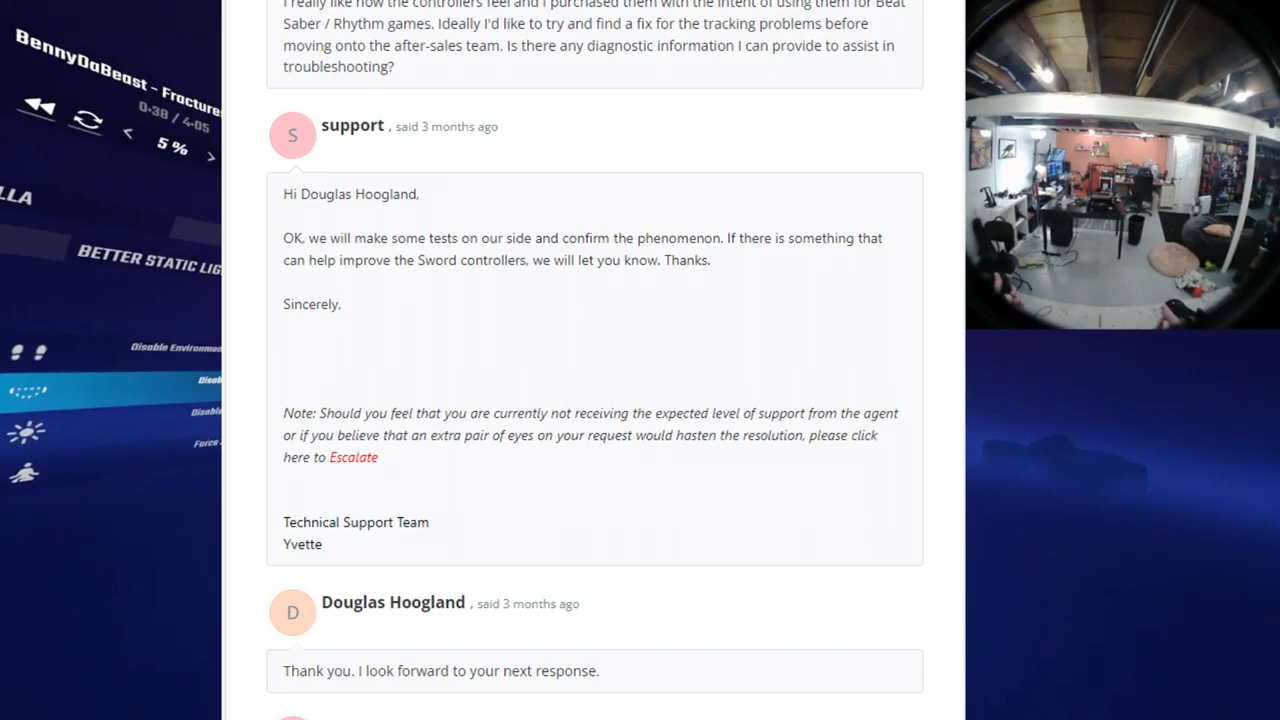 BennyDaBeast - Fractures
0:38 / 4:05
< 5 % >
LLA
BETTER STATIC LIG
Disable Environmen
Disab
Disable
Force
I really like how the controllers feel and I purchased them with the intent of using them for Beat
Saber / Rhythm games. Ideally I'd like to try and find a fix for the tracking problems before
moving onto the after-sales team. Is there any diagnostic information I can provide to assist in
troubleshooting?
S
support , said 3 months ago
Hi Douglas Hoogland,
OK, we will make some tests on our side and confirm the phenomenon. If there is something that
can help improve the Sword controllers, we will let you know. Thanks.
Sincerely,
Note: Should you feel that you are currently not receiving the expected level of support from the agent
or if you believe that an extra pair of eyes on your request would hasten the resolution, please click
here to Escalate
Technical Support Team
Yvette
D
Douglas Hoogland , said 3 months ago
Thank you. I look forward to your next response.